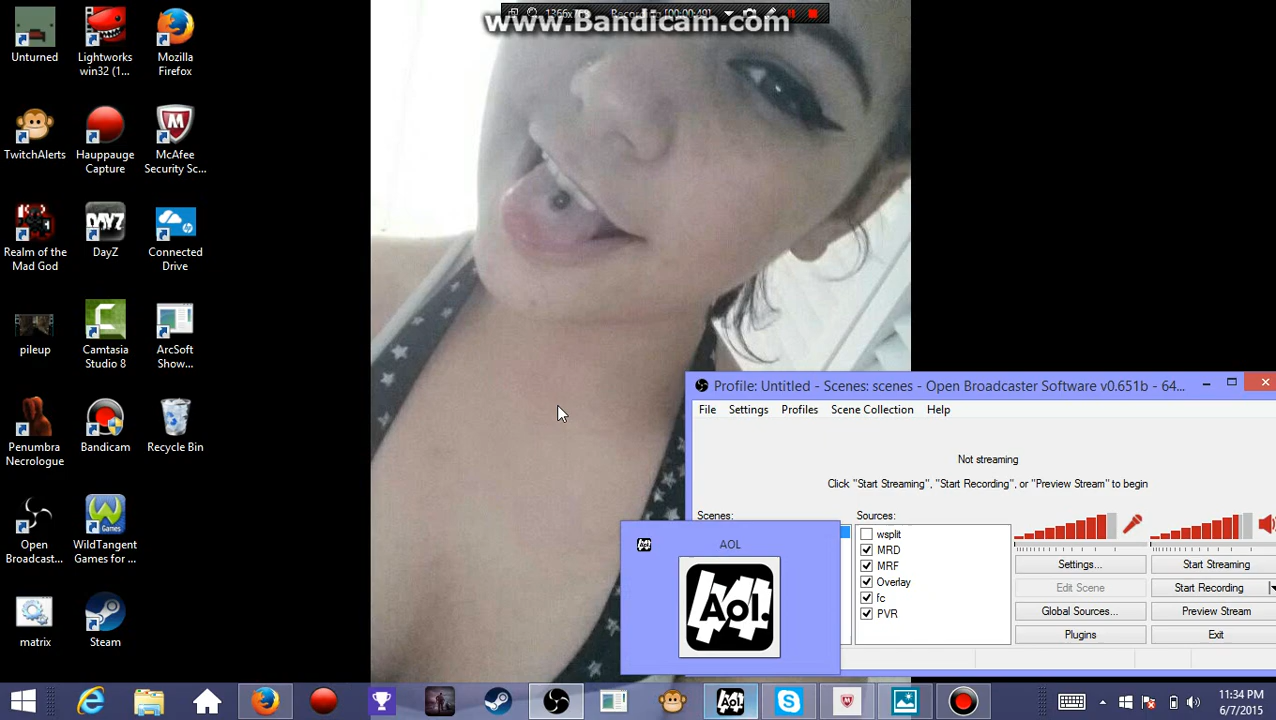 1366x7
Recording [00:00:49]
www.Bandicam.com
Unturned
Lightworks
win32 (1...
Mozilla
Firefox
TwitchAlerts
Hauppauge
Capture
McAfee
Security Sc...
Realm of the
Mad God
DayZ
Connected
Drive
pileup
Camtasia
Studio 8
ArcSoft
Show...
Penumbra
Necrologue
Bandicam
Recycle Bin
Open
Broadcast...
WildTangent
Games for ...
matrix
Steam
Profile: Untitled - Scenes: scenes - Open Broadcaster Software v0.651b - 64...
File Settings Profiles Scene Collection Help
Not streaming
Click "Start Streaming", "Start Recording", or "Preview Stream" to begin
Scenes:
Sources:
wsplit
MRD
MRF
Overlay
fc
PVR
Settings...
Start Streaming
Edit Scene
Start Recording
Global Sources...
Preview Stream
Plugins
Exit
AOL
Aol.
11:34 PM
6/7/2015